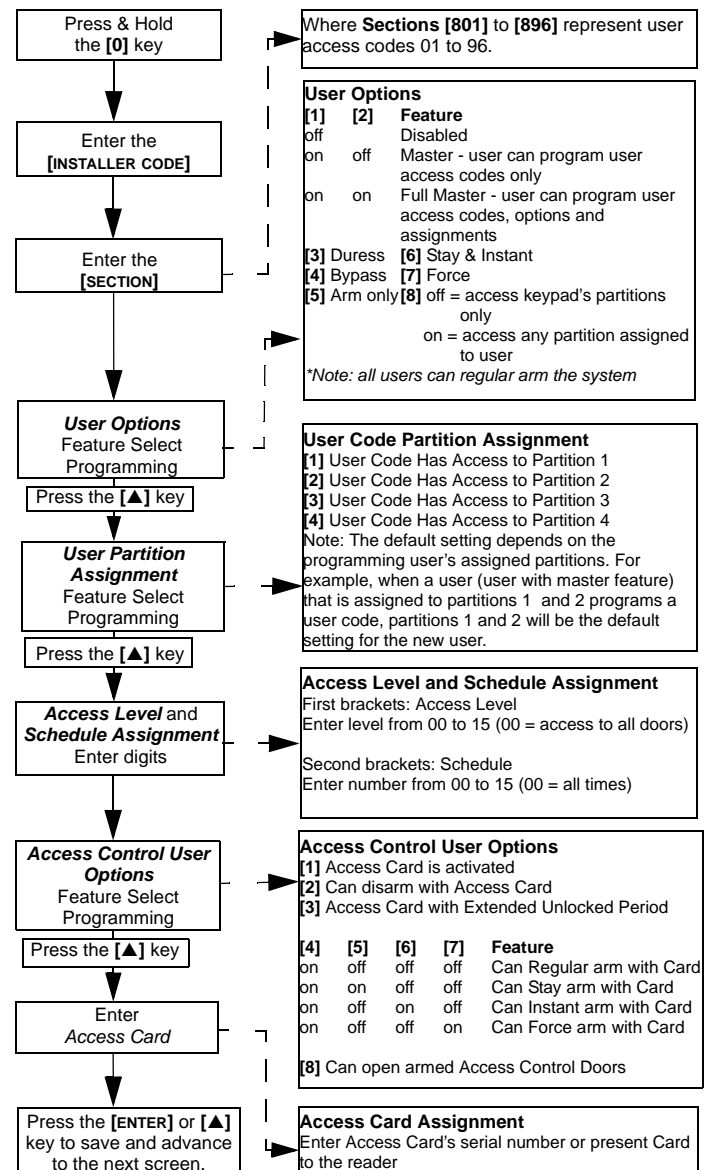 Press & Hold
the [0] key
Enter the
[INSTALLER CODE]
Enter the
[SECTION]
User Options
Feature Select
Programming
Press the [▲] key
User Partition
Assignment
Feature Select
Programming
Press the [▲] key
Access Level and
Schedule Assignment
Enter digits
Access Control User
Options
Feature Select
Programming
Press the [▲] key
Enter
Access Card
Press the [ENTER] or [▲]
key to save and advance
to the next screen.
Where Sections [801] to [896] represent user
access codes 01 to 96.
User Options
[1] [2] Feature
off Disabled
on off Master - user can program user
access codes only
on on Full Master - user can program user
access codes, options and
assignments
[3] Duress [6] Stay & Instant
[4] Bypass [7] Force
[5] Arm only [8] off = access keypad's partitions
only
on = access any partition assigned
to user
*Note: all users can regular arm the system
User Code Partition Assignment
[1] User Code Has Access to Partition 1
[2] User Code Has Access to Partition 2
[3] User Code Has Access to Partition 3
[4] User Code Has Access to Partition 4
Note: The default setting depends on the
programming user's assigned partitions. For
example, when a user (user with master feature)
that is assigned to partitions 1 and 2 programs a
user code, partitions 1 and 2 will be the default
setting for the new user.
Access Level and Schedule Assignment
First brackets: Access Level
Enter level from 00 to 15 (00 = access to all doors)
Second brackets: Schedule
Enter number from 00 to 15 (00 = all times)
Access Control User Options
[1] Access Card is activated
[2] Can disarm with Access Card
[3] Access Card with Extended Unlocked Period
[4] [5] [6] [7] Feature
on off off off Can Regular arm with Card
on on off off Can Stay arm with Card
on off on off Can Instant arm with Card
on off off on Can Force arm with Card
[8] Can open armed Access Control Doors
Access Card Assignment
Enter Access Card's serial number or present Card
to the reader